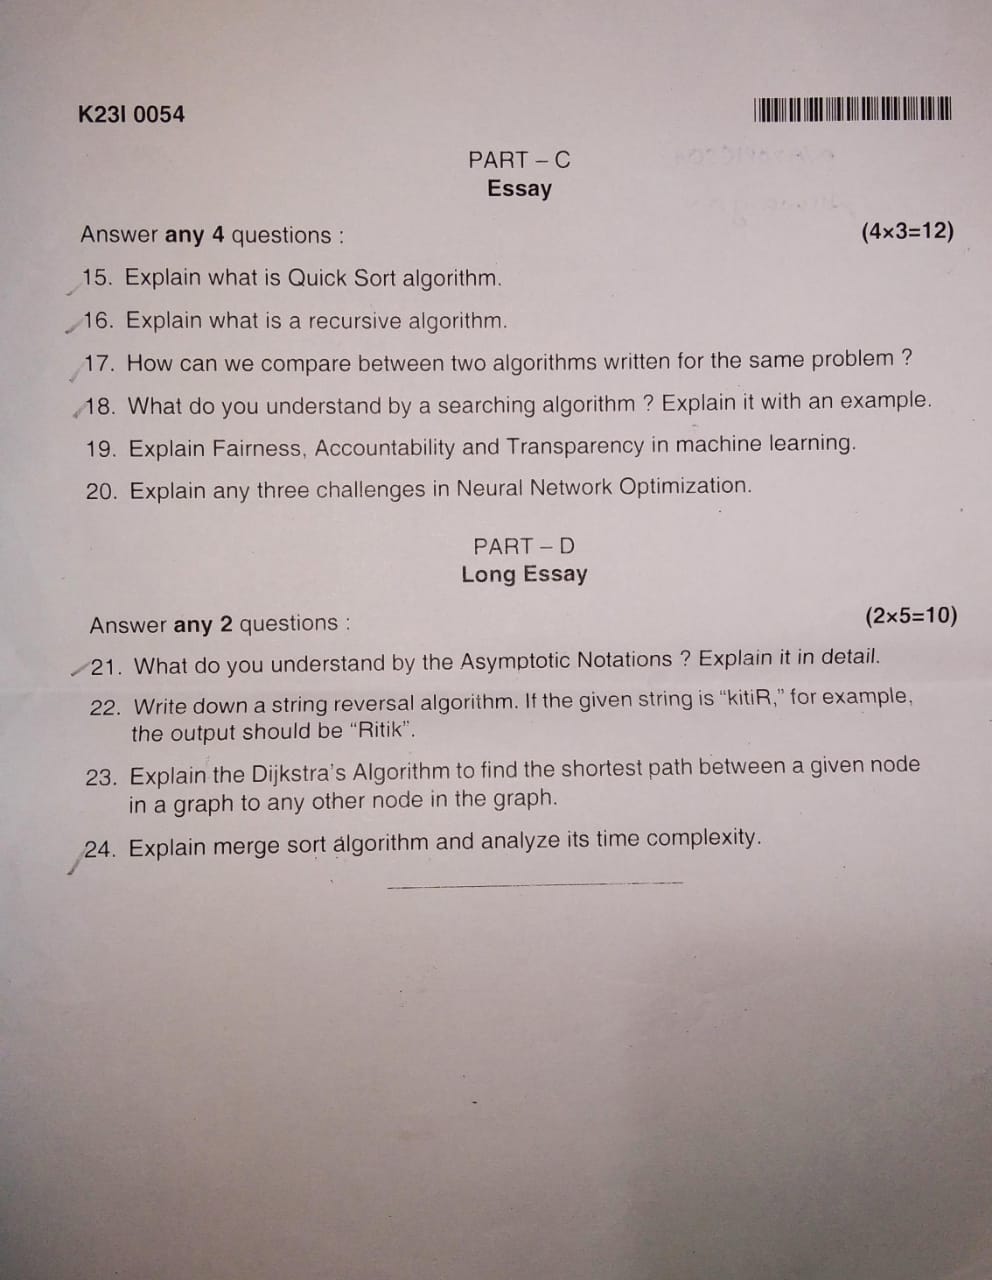 K23I 0054
PART – C
Essay
Answer any 4 questions : (4×3=12)
15. Explain what is Quick Sort algorithm.
16. Explain what is a recursive algorithm.
17. How can we compare between two algorithms written for the same problem ?
18. What do you understand by a searching algorithm ? Explain it with an example.
19. Explain Fairness, Accountability and Transparency in machine learning.
20. Explain any three challenges in Neural Network Optimization.
PART – D
Long Essay
Answer any 2 questions : (2×5=10)
21. What do you understand by the Asymptotic Notations ? Explain it in detail.
22. Write down a string reversal algorithm. If the given string is “kitiR,” for example,
the output should be “Ritik”.
23. Explain the Dijkstra’s Algorithm to find the shortest path between a given node
in a graph to any other node in the graph.
24. Explain merge sort algorithm and analyze its time complexity.